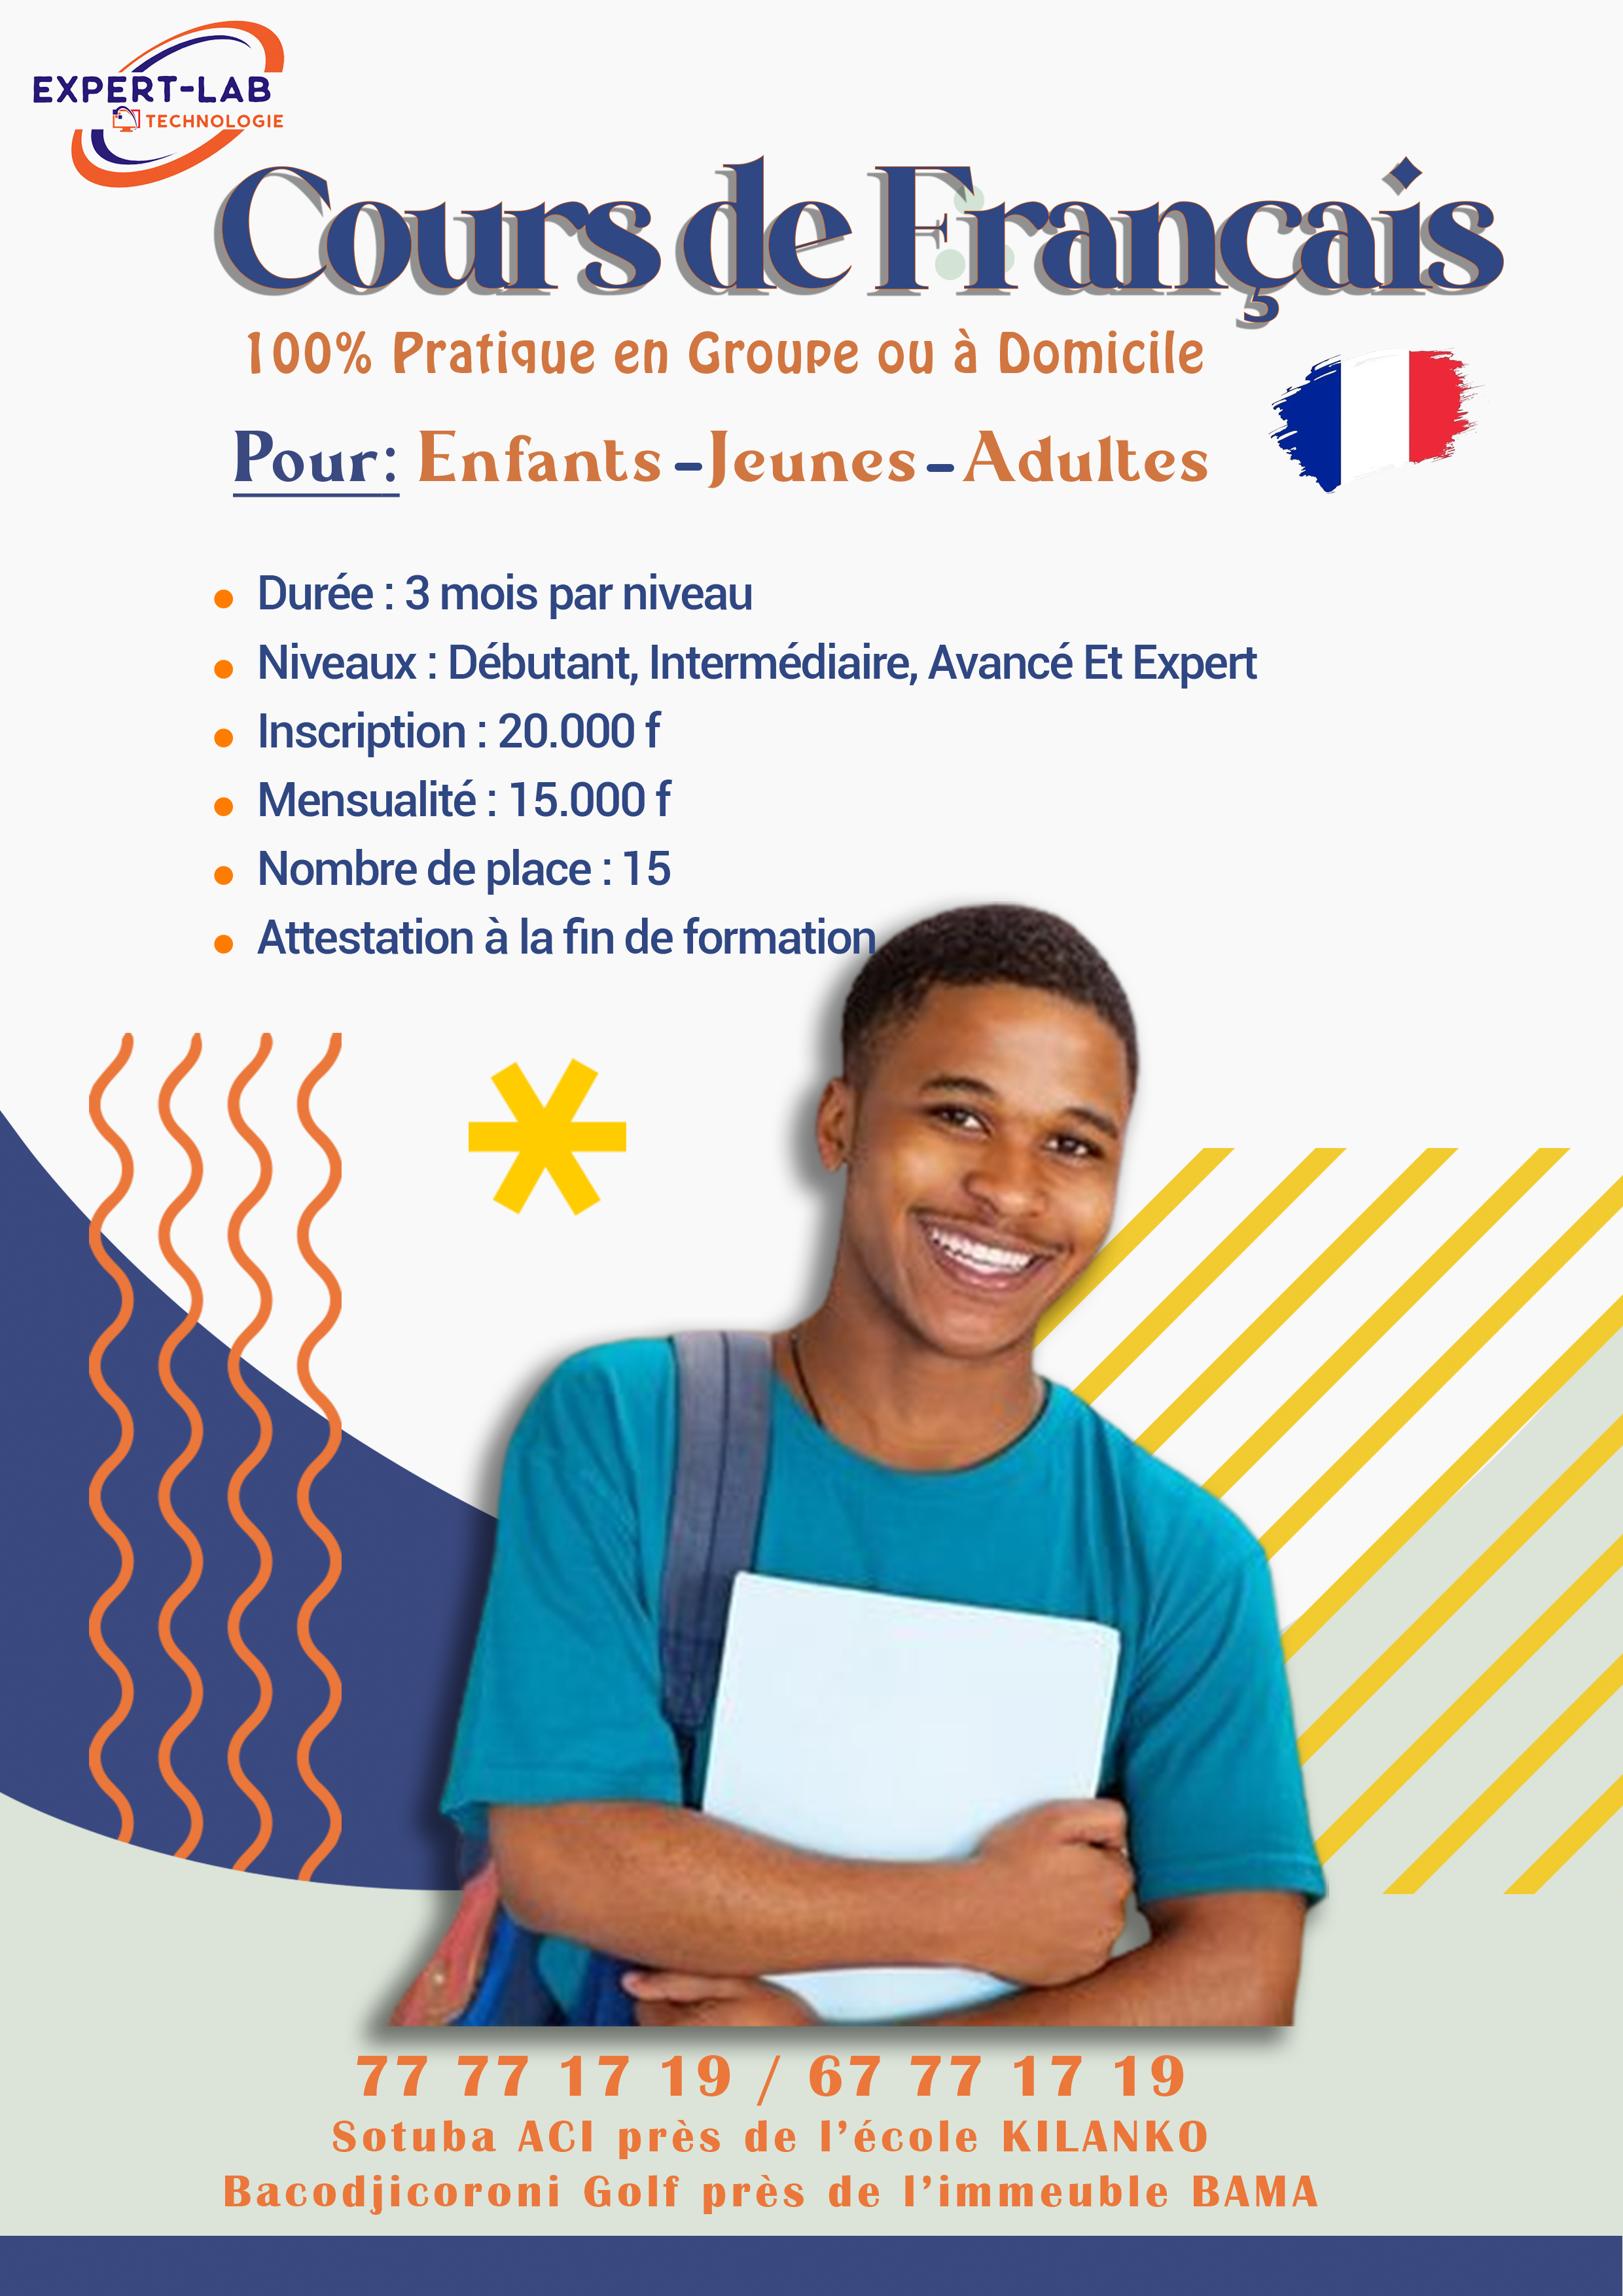 EXPERT-LAB
TECHNOLOGIE
Cours de Français
100% Pratique en Groupe ou à Domicile
Pour: Enfants-Jeunes-Adultes
Durée : 3 mois par niveau
Niveaux : Débutant, Intermédiaire, Avancé Et Expert
Inscription : 20.000 f
Mensualité : 15.000 f
Nombre de place : 15
Attestation à la fin de formation
77 77 17 19 / 67 77 17 19
Sotuba ACI près de l’école KILANKO
Bacodjicoroni Golf près de l’immeuble BAMA